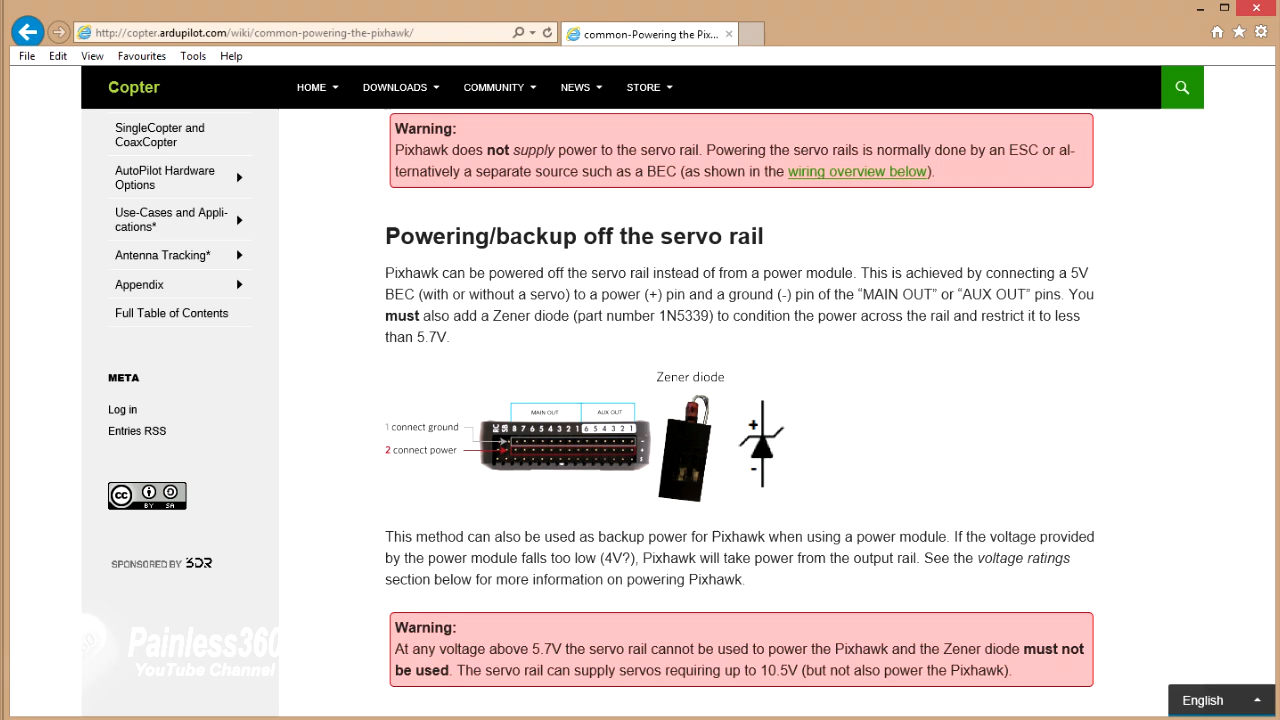 http://copter.ardupilot.com/wiki/common-powering-the-pixhawk/
common-Powering the Pix...
File Edit View Favourites Tools Help
Copter
HOME DOWNLOADS COMMUNITY NEWS STORE
SingleCopter and
CoaxCopter
AutoPilot Hardware
Options
Use-Cases and Appli-
cations*
Antenna Tracking*
Appendix
Full Table of Contents
META
Log in
Entries RSS
cc BY SA
SPONSORED BY 3DR
Painless360
YouTube Channel
Warning:
Pixhawk does not supply power to the servo rail. Powering the servo rails is normally done by an ESC or al-
ternatively a separate source such as a BEC (as shown in the wiring overview below).
Powering/backup off the servo rail
Pixhawk can be powered off the servo rail instead of from a power module. This is achieved by connecting a 5V
BEC (with or without a servo) to a power (+) pin and a ground (-) pin of the “MAIN OUT” or “AUX OUT” pins. You
must also add a Zener diode (part number 1N5339) to condition the power across the rail and restrict it to less
than 5.7V.
Zener diode
MAIN OUT AUX OUT
8 7 6 5 4 3 2 1 6 5 4 3 2 1
1 connect ground
2 connect power
+
-
This method can also be used as backup power for Pixhawk when using a power module. If the voltage provided
by the power module falls too low (4V?), Pixhawk will take power from the output rail. See the voltage ratings
section below for more information on powering Pixhawk.
Warning:
At any voltage above 5.7V the servo rail cannot be used to power the Pixhawk and the Zener diode must not
be used. The servo rail can supply servos requiring up to 10.5V (but not also power the Pixhawk).
English